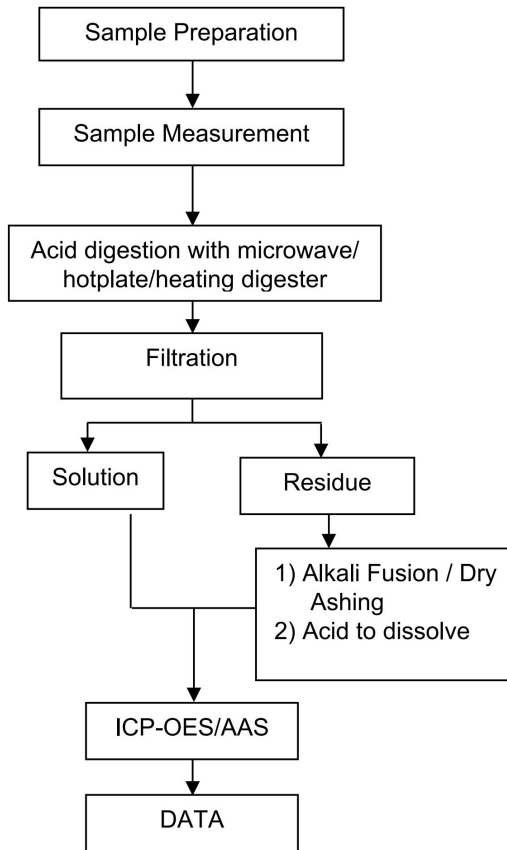 Sample Preparation
Sample Measurement
Acid digestion with microwave/
hotplate/heating digester
Filtration
Solution
Residue
1) Alkali Fusion / Dry
Ashing
2) Acid to dissolve
ICP-OES/AAS
DATA